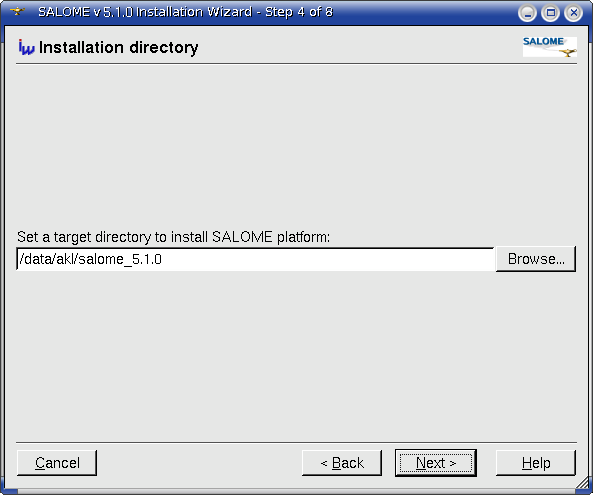 SALOME v 5.1.0 Installation Wizard - Step 4 of 8
iw Installation directory
SALOME
Set a target directory to install SALOME platform:
/data/akl/salome_5.1.0
Browse...
Cancel
< Back
Next >
Help